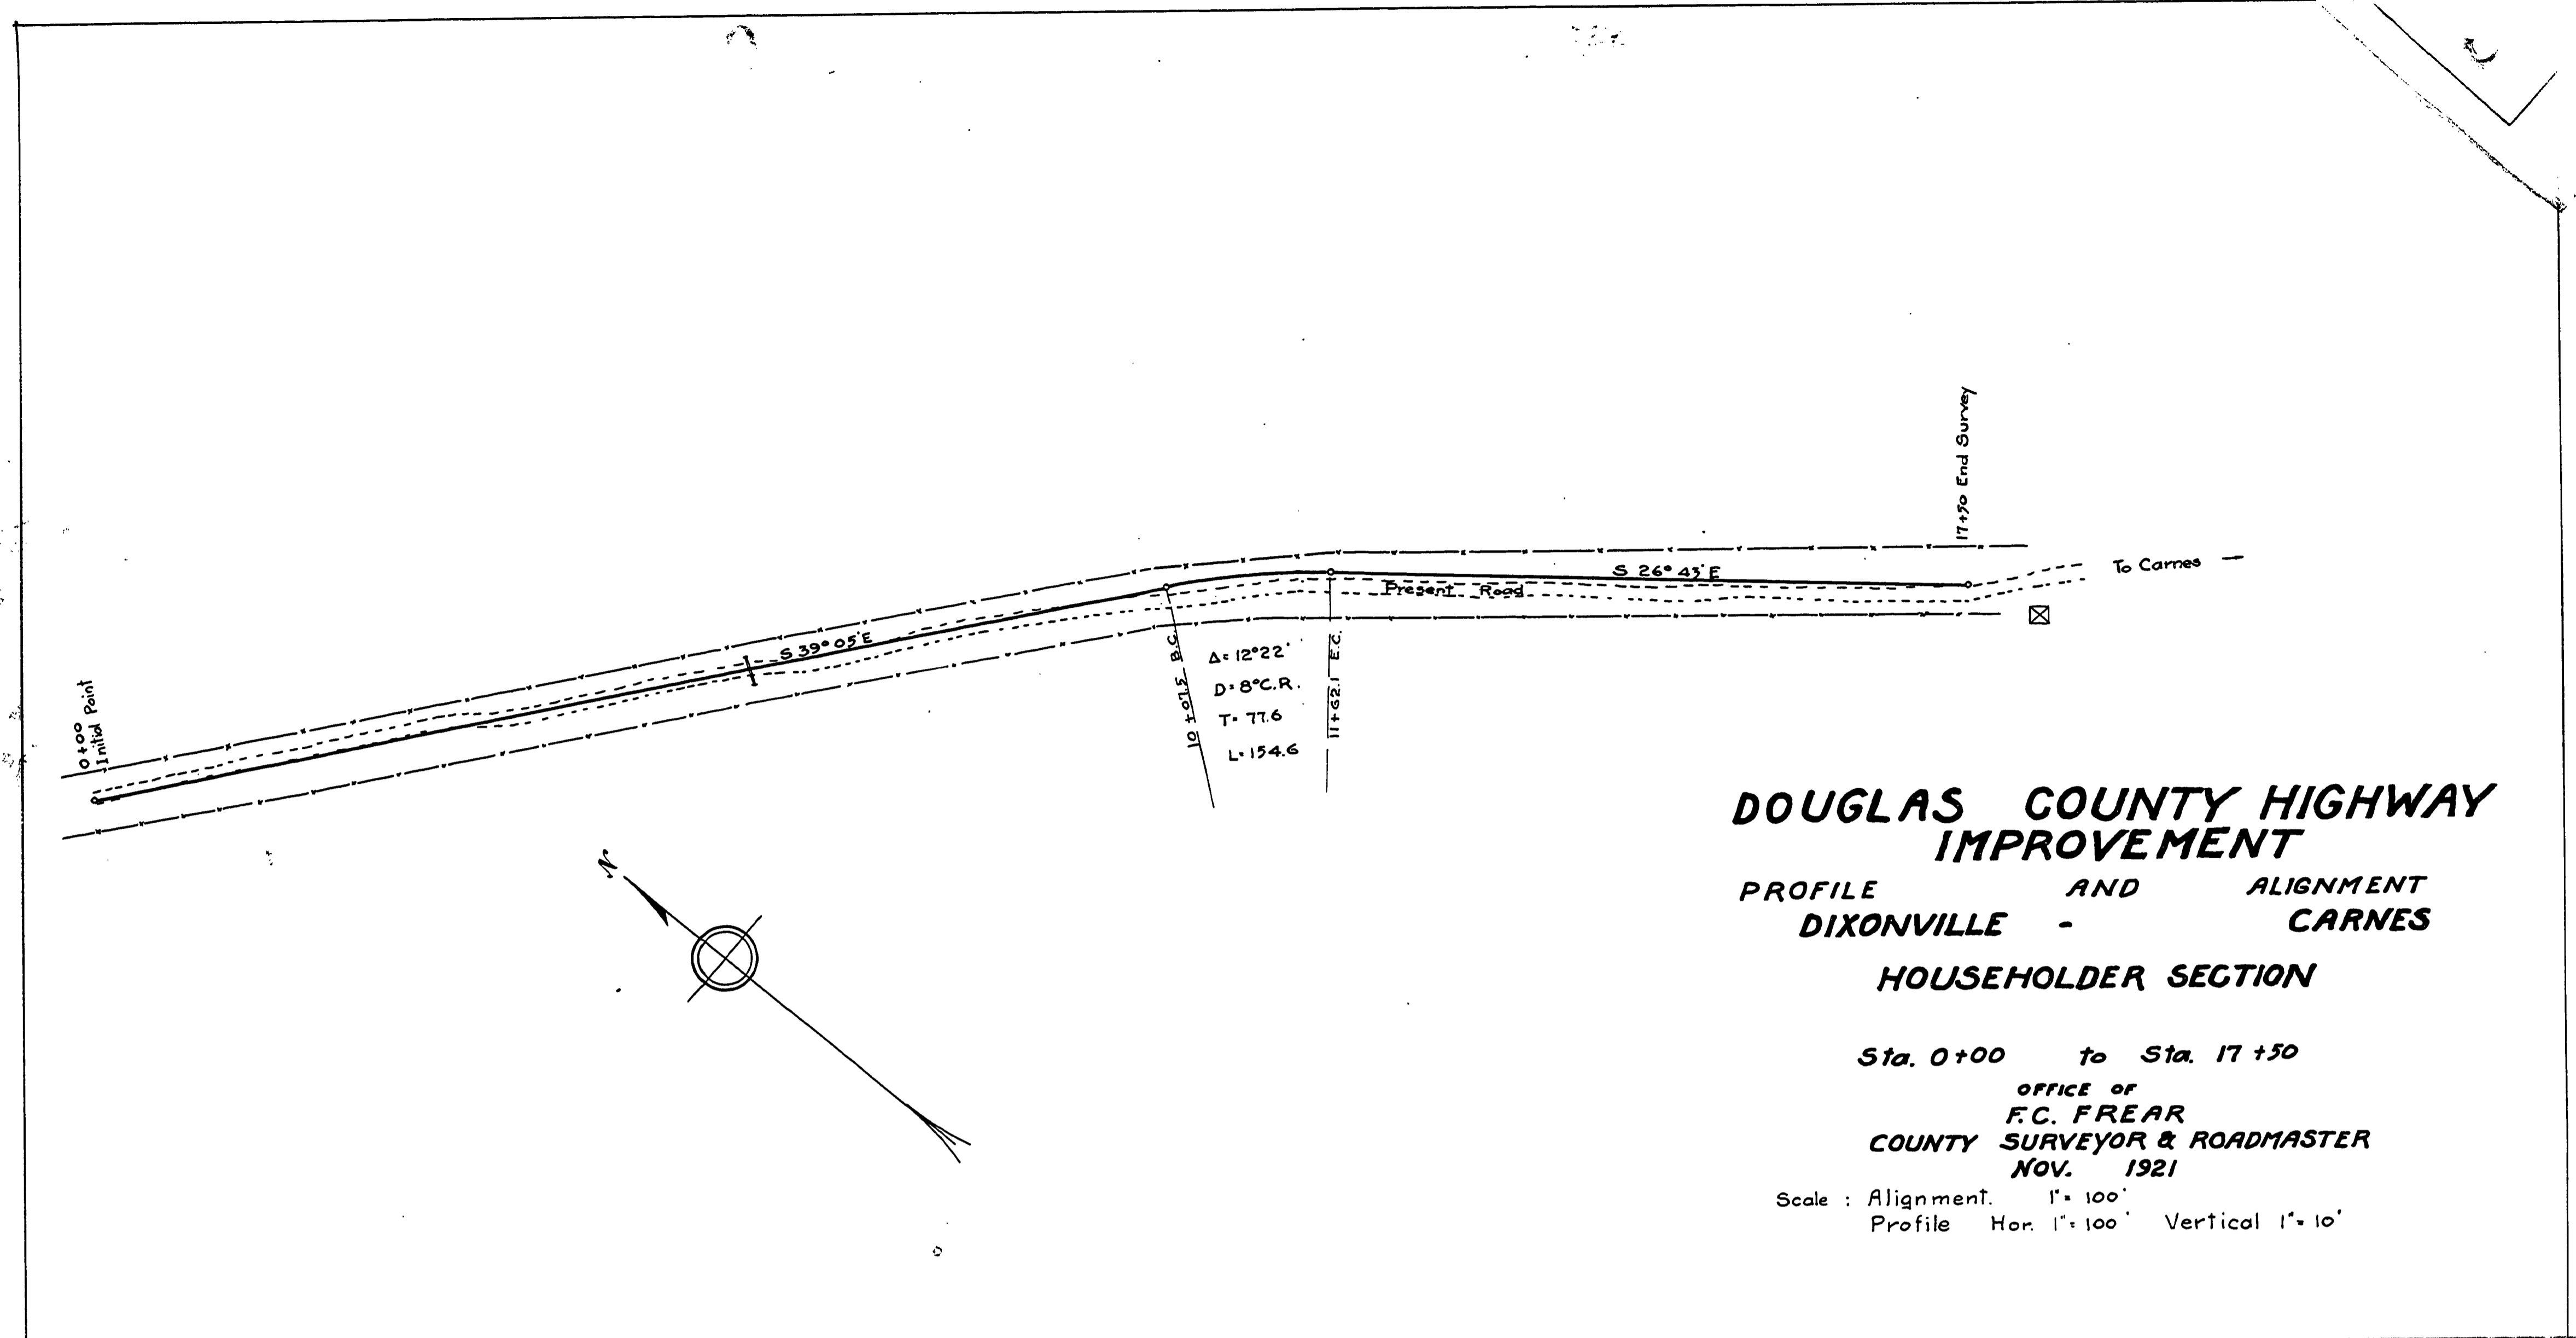 17+50 End Survey
To Carnes
S 26° 43' E
Present Road
S 39° 05' E
0+00
Initial Point
10+07.5 B.C.
Δ= 12°22'
D= 8° C.R.
T= 77.6
L= 154.6
11+62.1 E.C.
N
DOUGLAS COUNTY HIGHWAY
IMPROVEMENT
PROFILE AND ALIGNMENT
DIXONVILLE - CARNES
HOUSEHOLDER SECTION
Sta. 0+00 to Sta. 17+50
OFFICE OF
F.C. FREAR
COUNTY SURVEYOR & ROADMASTER
NOV. 1921
Scale : Alignment. 1"= 100'
Profile Hor. 1"= 100' Vertical 1"= 10'